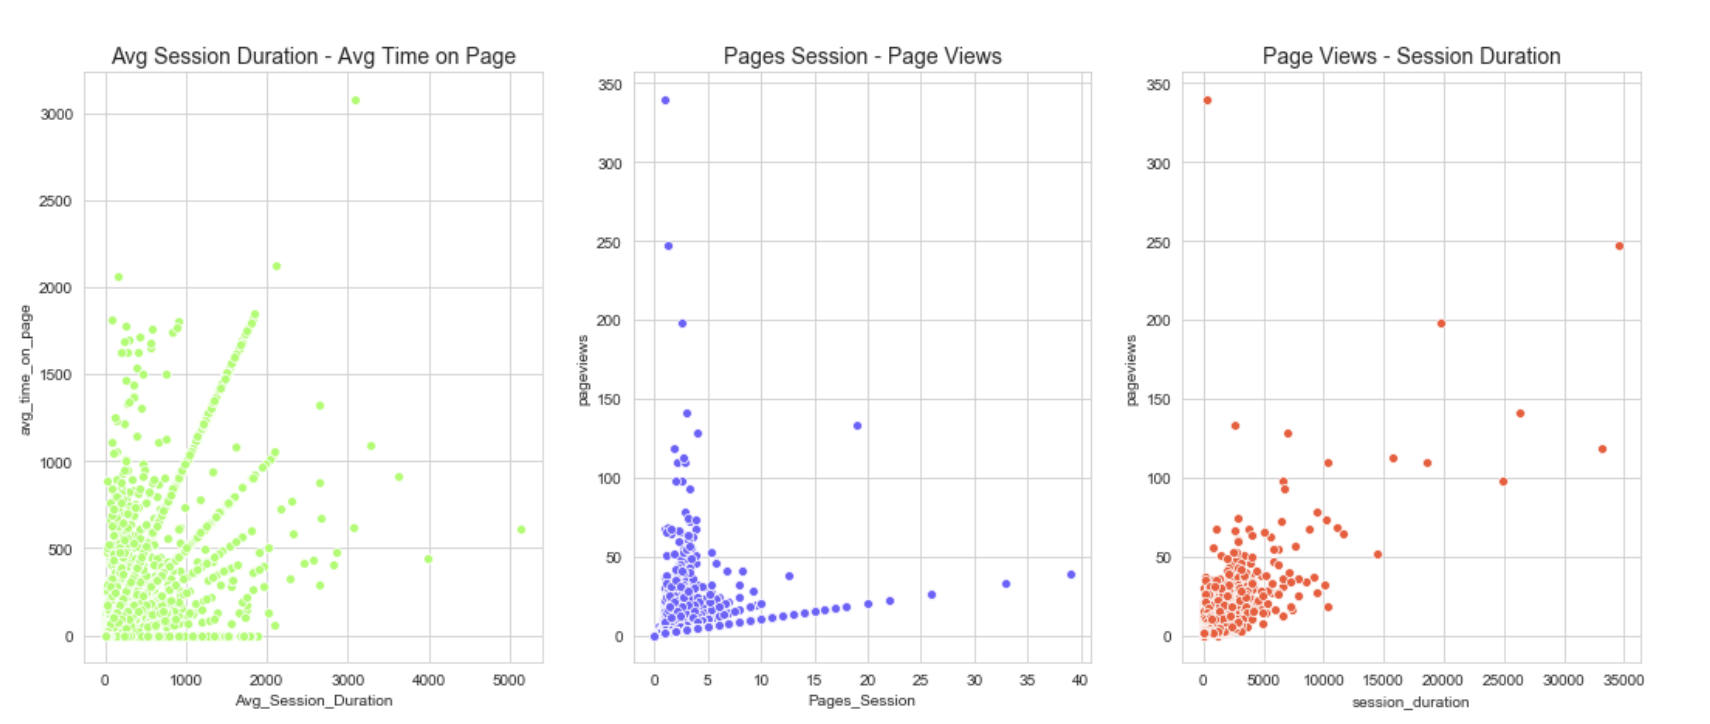 Avg Session Duration - Avg Time on Page
3000
2500
2000
1500
1000
500
0
avg_time_on_page
0 1000 2000 3000 4000 5000
Avg_Session_Duration
Pages Session - Page Views
350
300
250
200
150
100
50
0
pageviews
0 5 10 15 20 25 30 35 40
Pages_Session
Page Views - Session Duration
350
300
250
200
150
100
50
0
pageviews
0 5000 10000 15000 20000 25000 30000 35000
session_duration